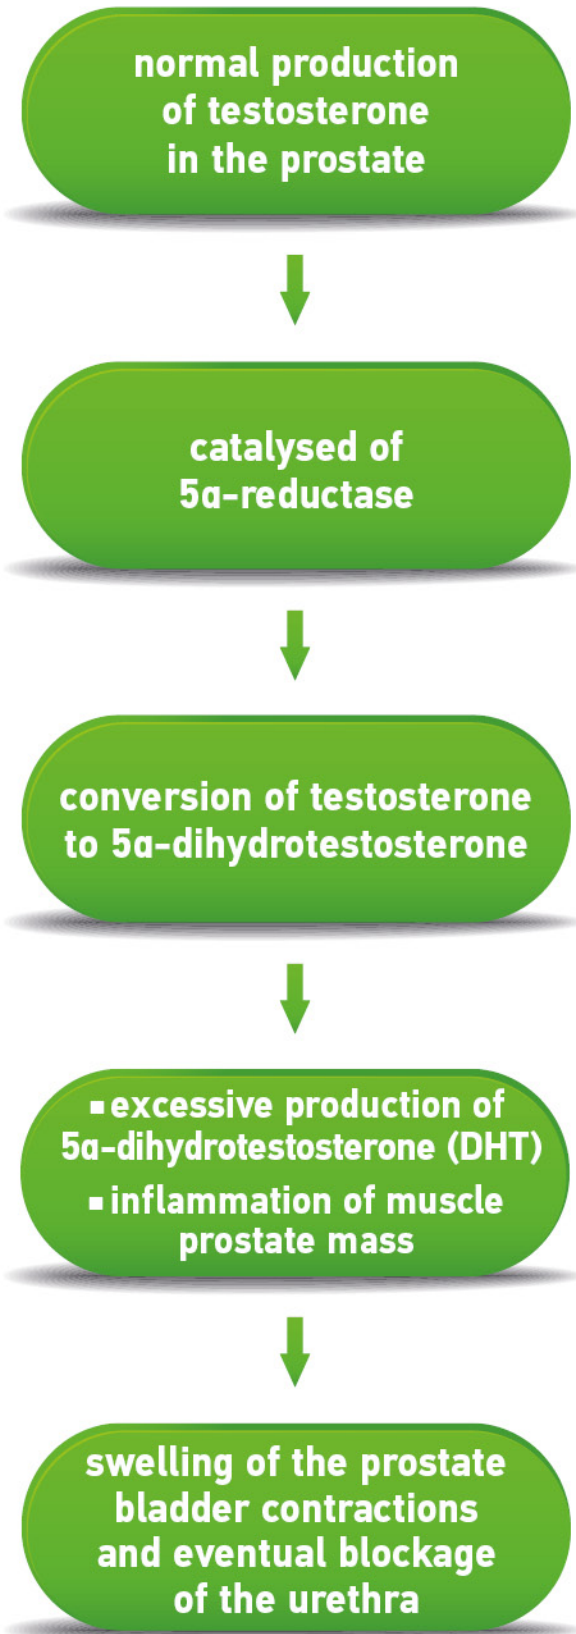 normal production
of testosterone
in the prostate
catalysed of
5α-reductase
conversion of testosterone
to 5α-dihydrotestosterone
▪ excessive production of
5α-dihydrotestosterone (DHT)
▪ inflammation of muscle
prostate mass
swelling of the prostate
bladder contractions
and eventual blockage
of the urethra